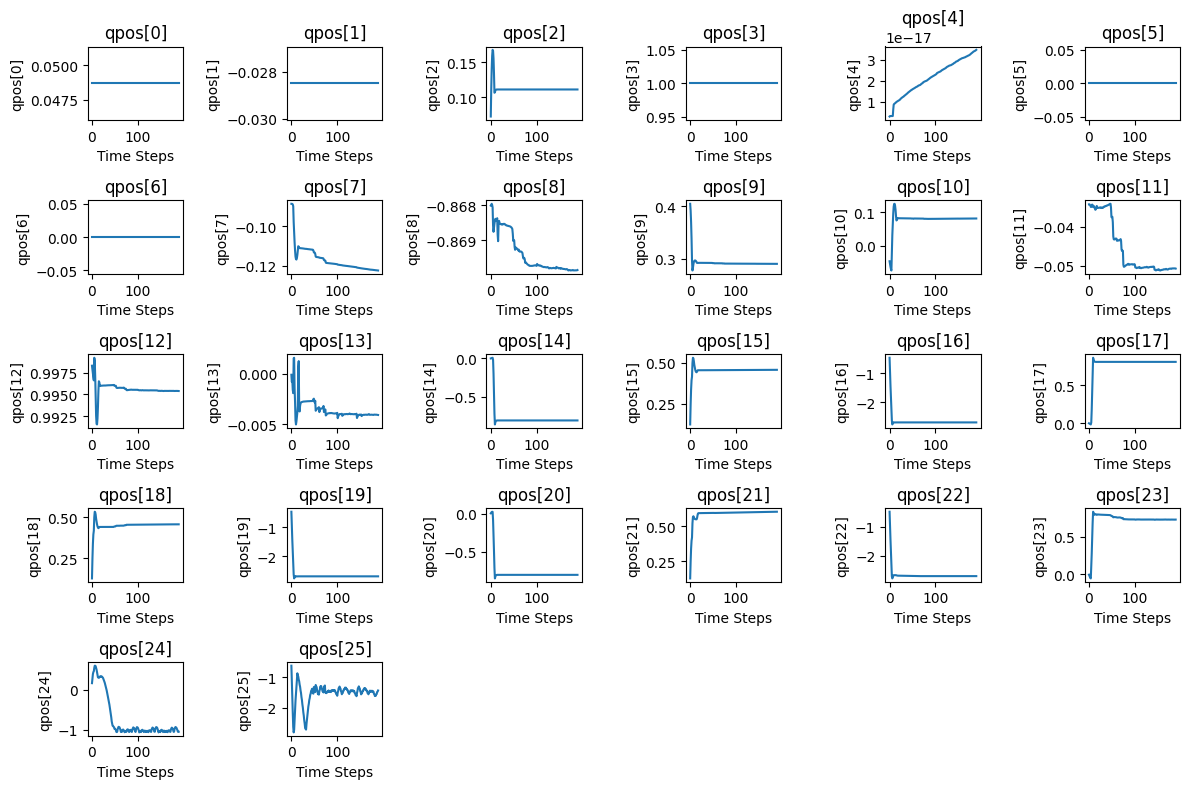 qpos[0] qpos[1] qpos[2] qpos[3] qpos[4] qpos[5]
1e−17
qpos[0] 0.0500 0.0475
qpos[1] −0.028 −0.030
qpos[2] 0.15 0.10
qpos[3] 1.05 1.00 0.95
qpos[4] 3 2 1
qpos[5] 0.05 0.00 −0.05
0 100 0 100 0 100 0 100 0 100 0 100
Time Steps Time Steps Time Steps Time Steps Time Steps Time Steps
qpos[6] qpos[7] qpos[8] qpos[9] qpos[10] qpos[11]
qpos[6] 0.05 0.00 −0.05
qpos[7] −0.10 −0.12
qpos[8] −0.868 −0.869
qpos[9] 0.4 0.3
qpos[10] 0.1 0.0
qpos[11] −0.04 −0.05
0 100 0 100 0 100 0 100 0 100 0 100
Time Steps Time Steps Time Steps Time Steps Time Steps Time Steps
qpos[12] qpos[13] qpos[14] qpos[15] qpos[16] qpos[17]
qpos[12] 0.9975 0.9950 0.9925
qpos[13] 0.000 −0.005
qpos[14] 0.0 −0.5
qpos[15] 0.50 0.25
qpos[16] −1 −2
qpos[17] 0.5 0.0
0 100 0 100 0 100 0 100 0 100 0 100
Time Steps Time Steps Time Steps Time Steps Time Steps Time Steps
qpos[18] qpos[19] qpos[20] qpos[21] qpos[22] qpos[23]
qpos[18] 0.50 0.25
qpos[19] −1 −2
qpos[20] 0.0 −0.5
qpos[21] 0.50 0.25
qpos[22] −1 −2
qpos[23] 0.5 0.0
0 100 0 100 0 100 0 100 0 100 0 100
Time Steps Time Steps Time Steps Time Steps Time Steps Time Steps
qpos[24] qpos[25]
qpos[24] 0 −1
qpos[25] −1 −2
0 100 0 100
Time Steps Time Steps